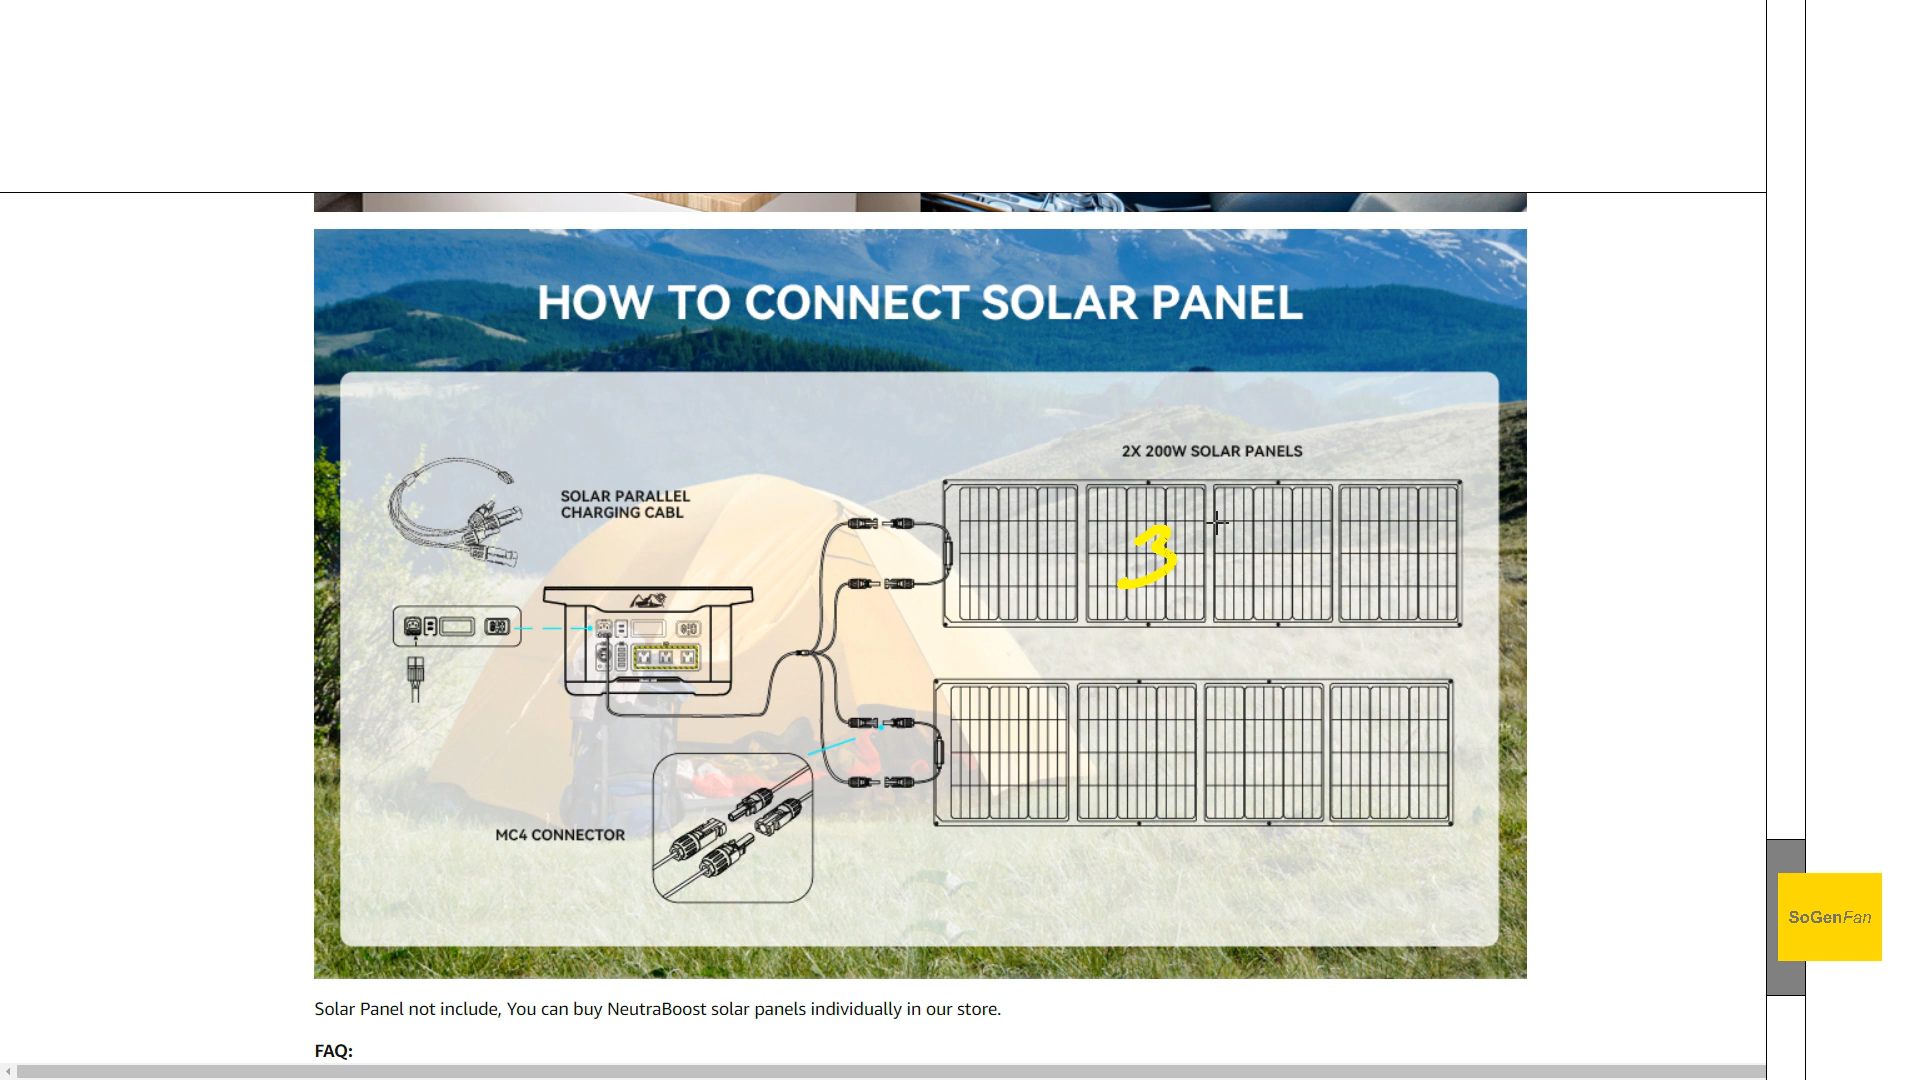 HOW TO CONNECT SOLAR PANEL
2X 200W SOLAR PANELS
SOLAR PARALLEL
CHARGING CABL
3
MC4 CONNECTOR
SoGenFan
Solar Panel not include, You can buy NeutraBoost solar panels individually in our store.
FAQ: